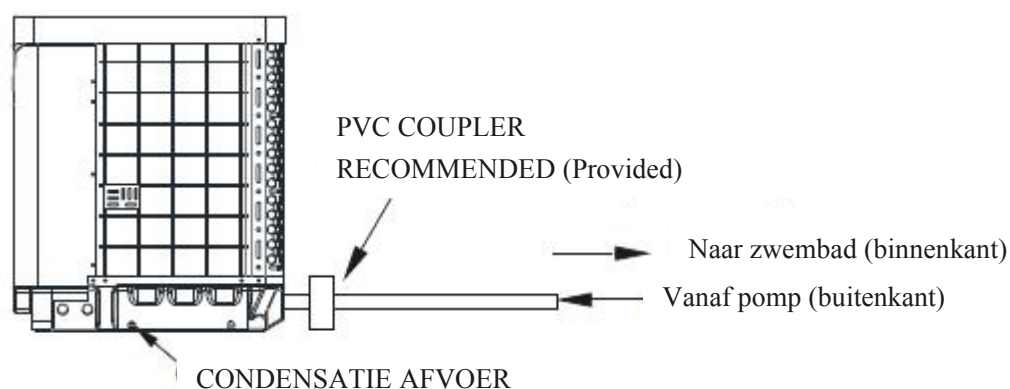 PVC COUPLER
RECOMMENDED (Provided)
Naar zwembad (binnenkant)
Vanaf pomp (buitenkant)
CONDENSATIE AFVOER